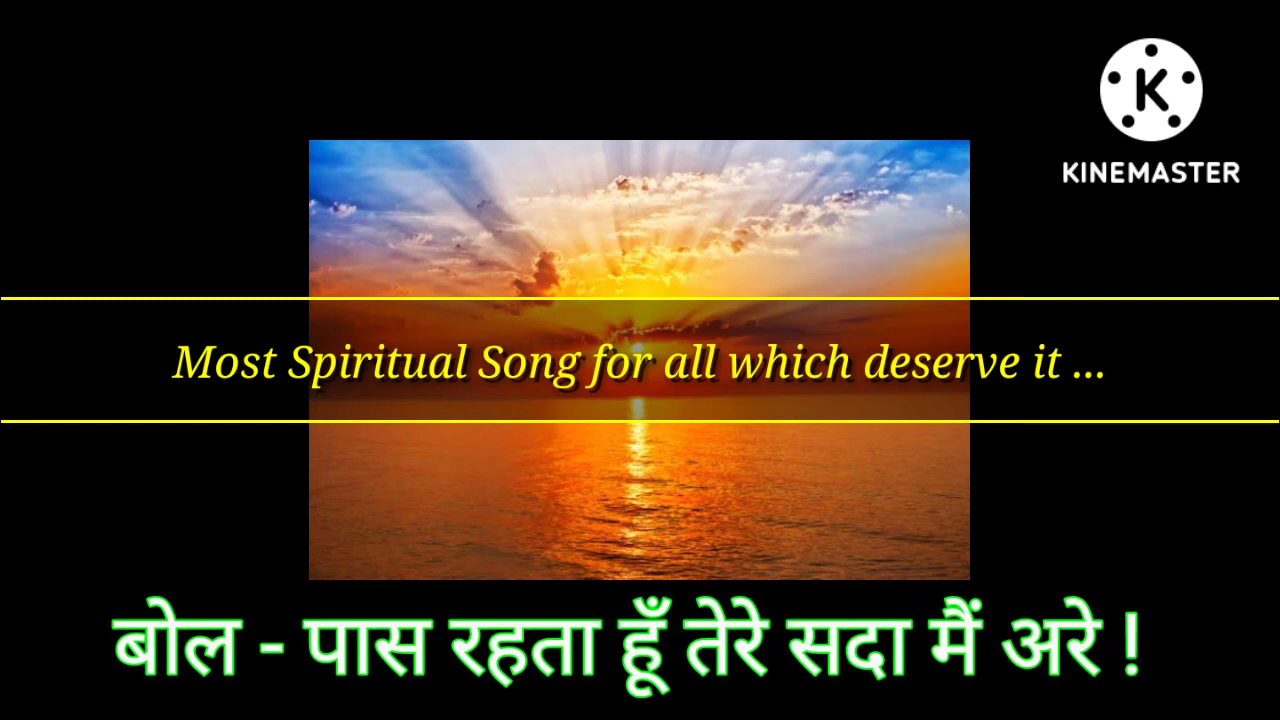 KINEMASTER
Most Spiritual Song for all which deserve it ...
बोल - पास रहता हूँ तेरे सदा मैं अरे !